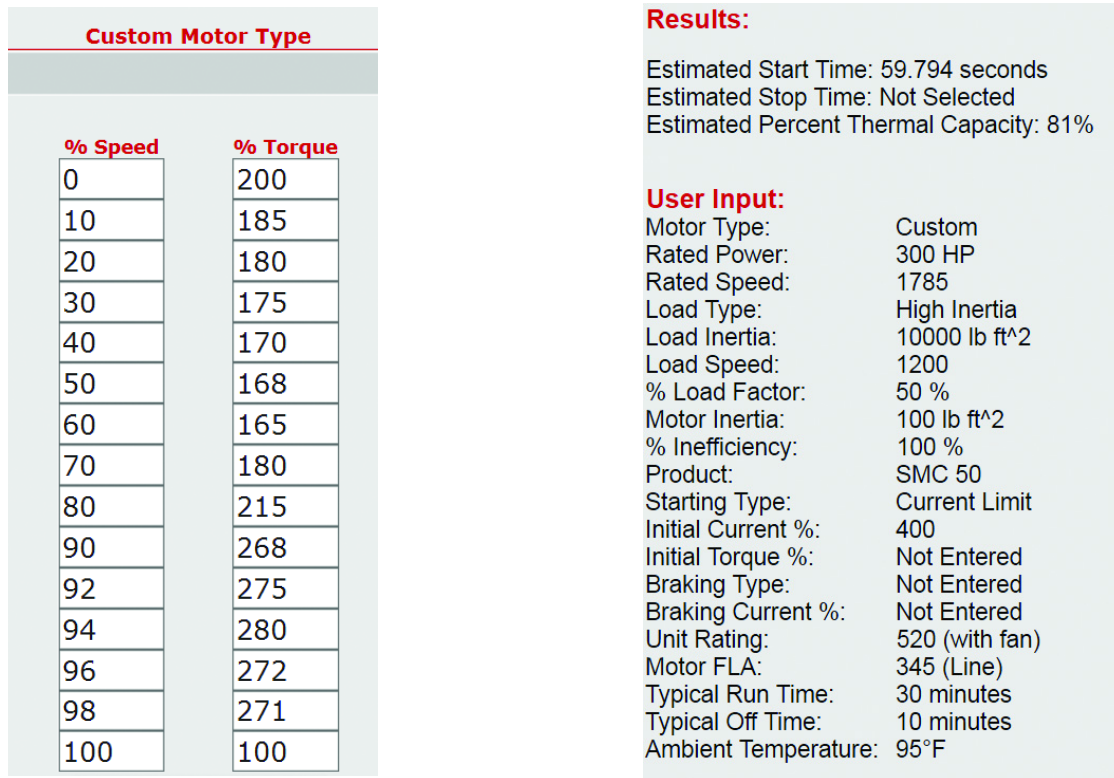 Custom Motor Type
% Speed % Torque
0 200
10 185
20 180
30 175
40 170
50 168
60 165
70 180
80 215
90 268
92 275
94 280
96 272
98 271
100 100
Results:
Estimated Start Time: 59.794 seconds
Estimated Stop Time: Not Selected
Estimated Percent Thermal Capacity: 81%
User Input:
Motor Type: Custom
Rated Power: 300 HP
Rated Speed: 1785
Load Type: High Inertia
Load Inertia: 10000 lb ft^2
Load Speed: 1200
% Load Factor: 50 %
Motor Inertia: 100 lb ft^2
% Inefficiency: 100 %
Product: SMC 50
Starting Type: Current Limit
Initial Current %: 400
Initial Torque %: Not Entered
Braking Type: Not Entered
Braking Current %: Not Entered
Unit Rating: 520 (with fan)
Motor FLA: 345 (Line)
Typical Run Time: 30 minutes
Typical Off Time: 10 minutes
Ambient Temperature: 95°F